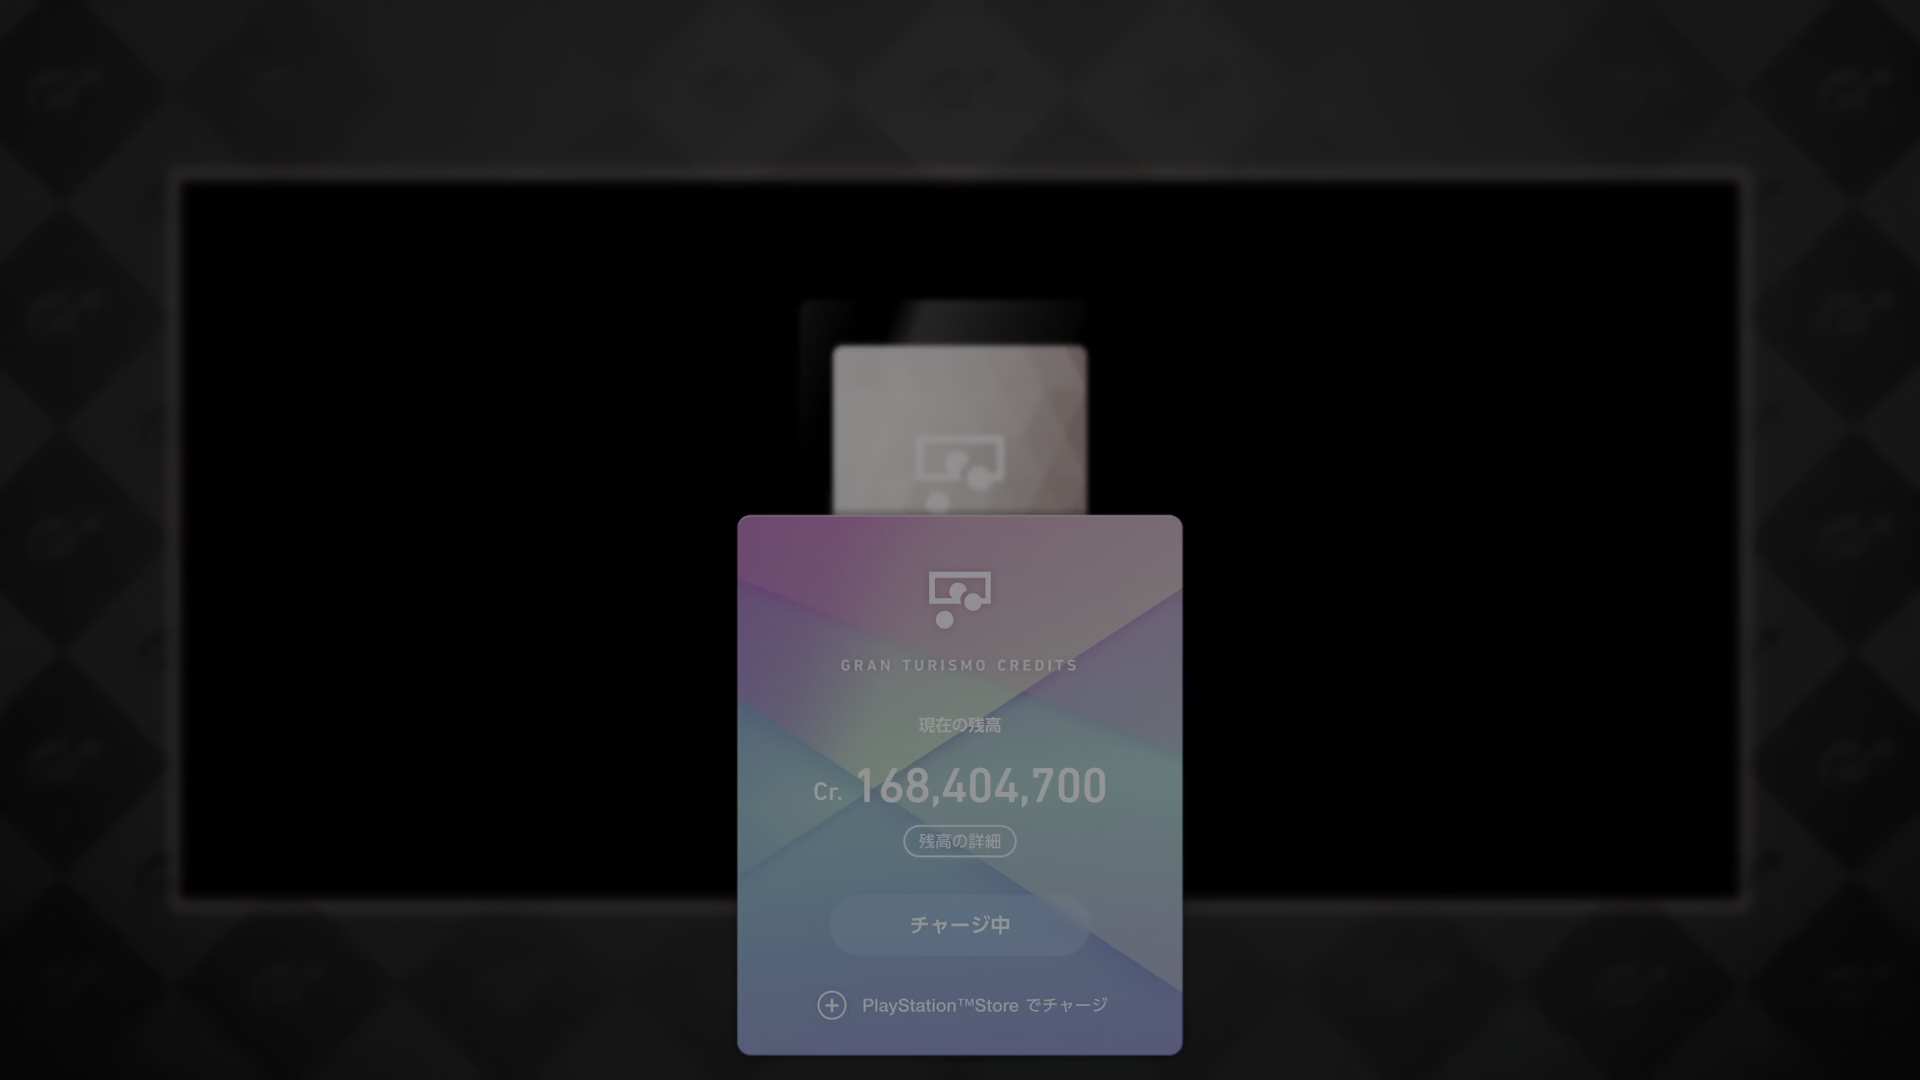 GRAN TURISMO CREDITS
現在の残高
Cr. 168,404,700
残高の詳細
チャージ中
PlayStation™Store でチャージ